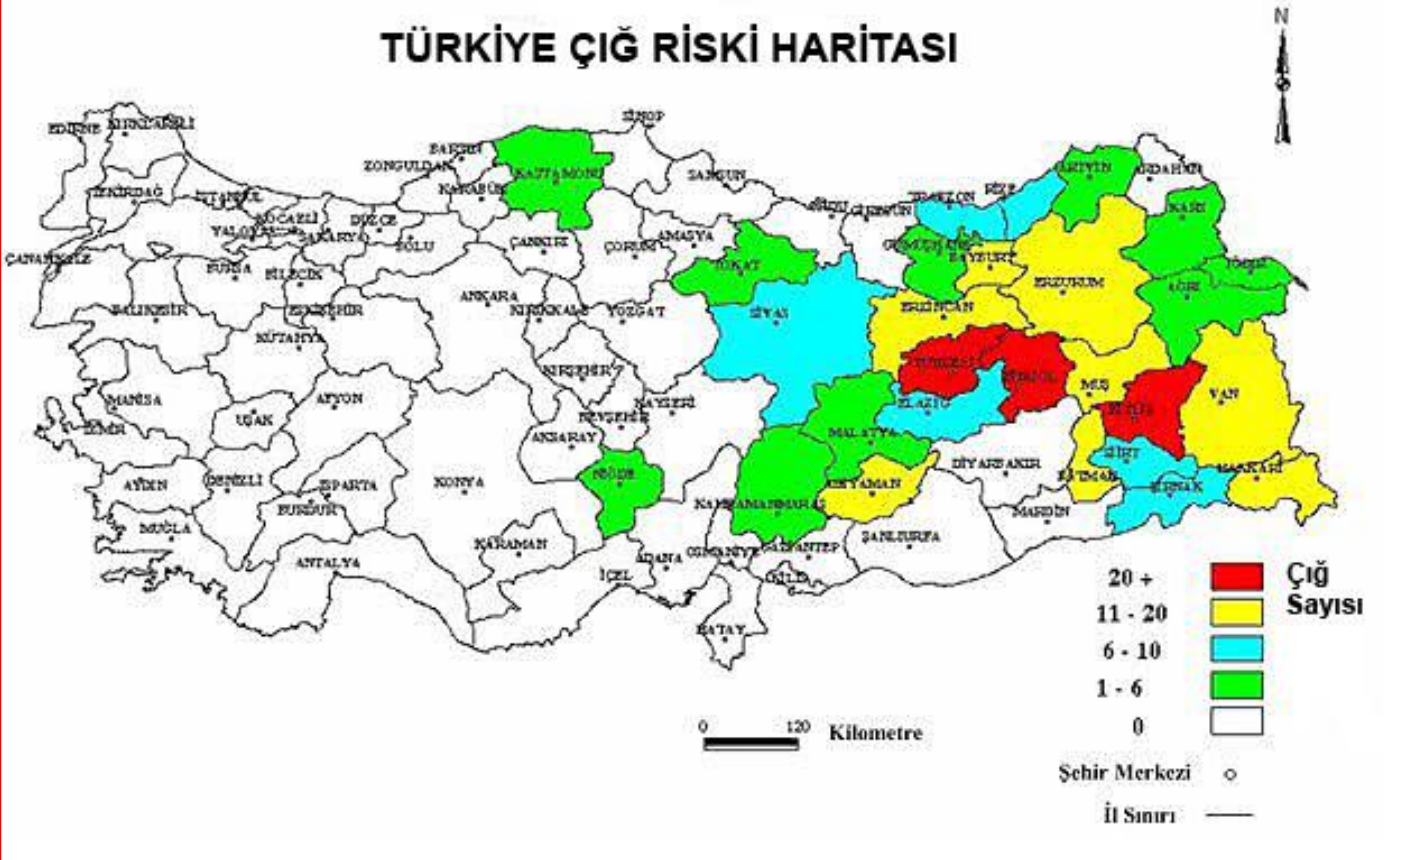 N
TÜRKİYE ÇIĞ RİSKİ HARİTASI
SİNOP
EDİRNE
KIRKLARELİ
BARTIN
ZONGULDAK
KASTAMONU
SAMSUN
ARTVİN
ARDAHAN
TEKİRDAĞ
İSTANBUL
KARABÜK
TRABZON
RİZE
ORDU
GİRESUN
KARS
KOCAELİ
DÜZCE
YALOVA
SAKARYA
BOLU
ÇANKIRI
ÇORUM
AMASYA
GÜMÜŞHANE
BAYBURT
ÇANAKKALE
BURSA
BİLECİK
TOKAT
IĞDIR
ERZURUM
AĞRI
ANKARA
BALIKESİR
ESKİŞEHİR
KIRIKKALE
YOZGAT
SİVAS
ERZİNCAN
KÜTAHYA
TUNCELİ
KIRŞEHİR
BİNGÖL
MUŞ
VAN
MANİSA
AFYON
UŞAK
NEVŞEHİR
KAYSERİ
ELAZIĞ
BİTLİS
İZMİR
AKSARAY
MALATYA
SİİRT
DİYARBAKIR
HAKKARİ
AYDIN
DENİZLİ
ISPARTA
KONYA
NİĞDE
ADIYAMAN
BATMAN
ŞIRNAK
BURDUR
KAHRAMANMARAŞ
MARDİN
MUĞLA
KARAMAN
ŞANLIURFA
ANTALYA
ADANA
OSMANİYE
GAZİANTEP
İÇEL
KİLİS
HATAY
20 +
11 - 20
6 - 10
1 - 6
0
Çığ
Sayısı
0 120
Kilometre
Şehir Merkezi
İl Sınırı